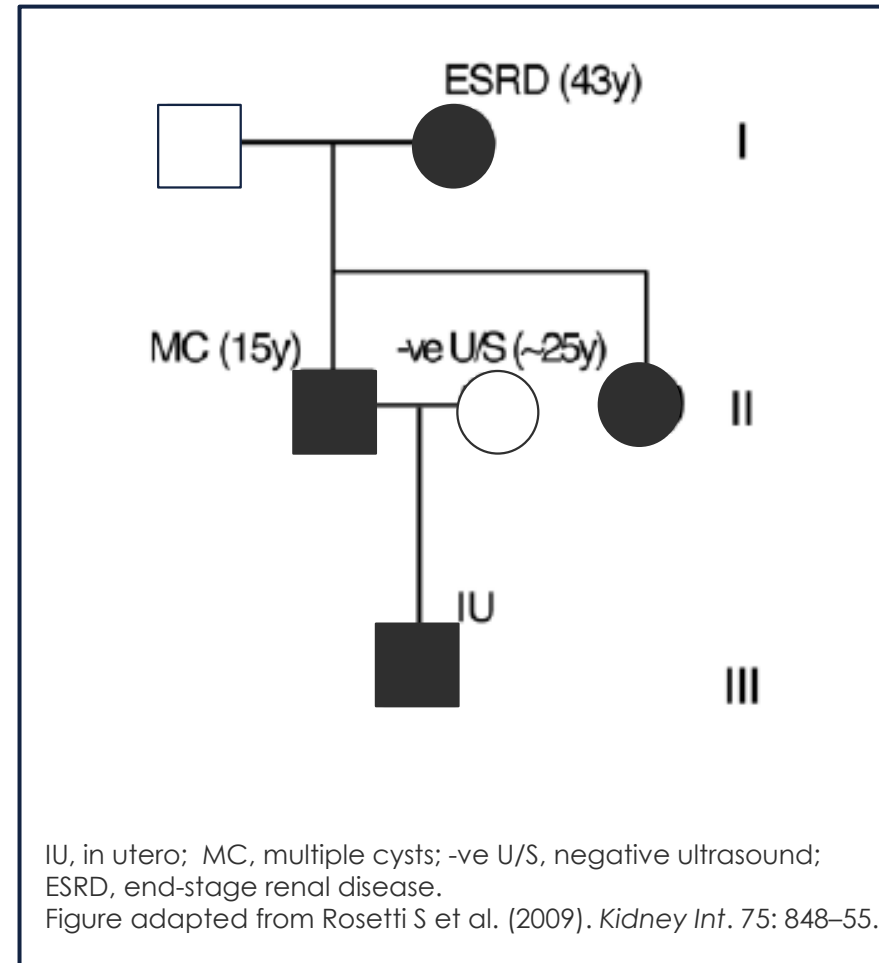 ESRD (43y)
I
MC (15y)
-ve U/S (~25y)
II
IU
III
IU, in utero;  MC, multiple cysts; -ve U/S, negative ultrasound;
ESRD, end-stage renal disease.
Figure adapted from Rosetti S et al. (2009). Kidney Int. 75: 848–55.